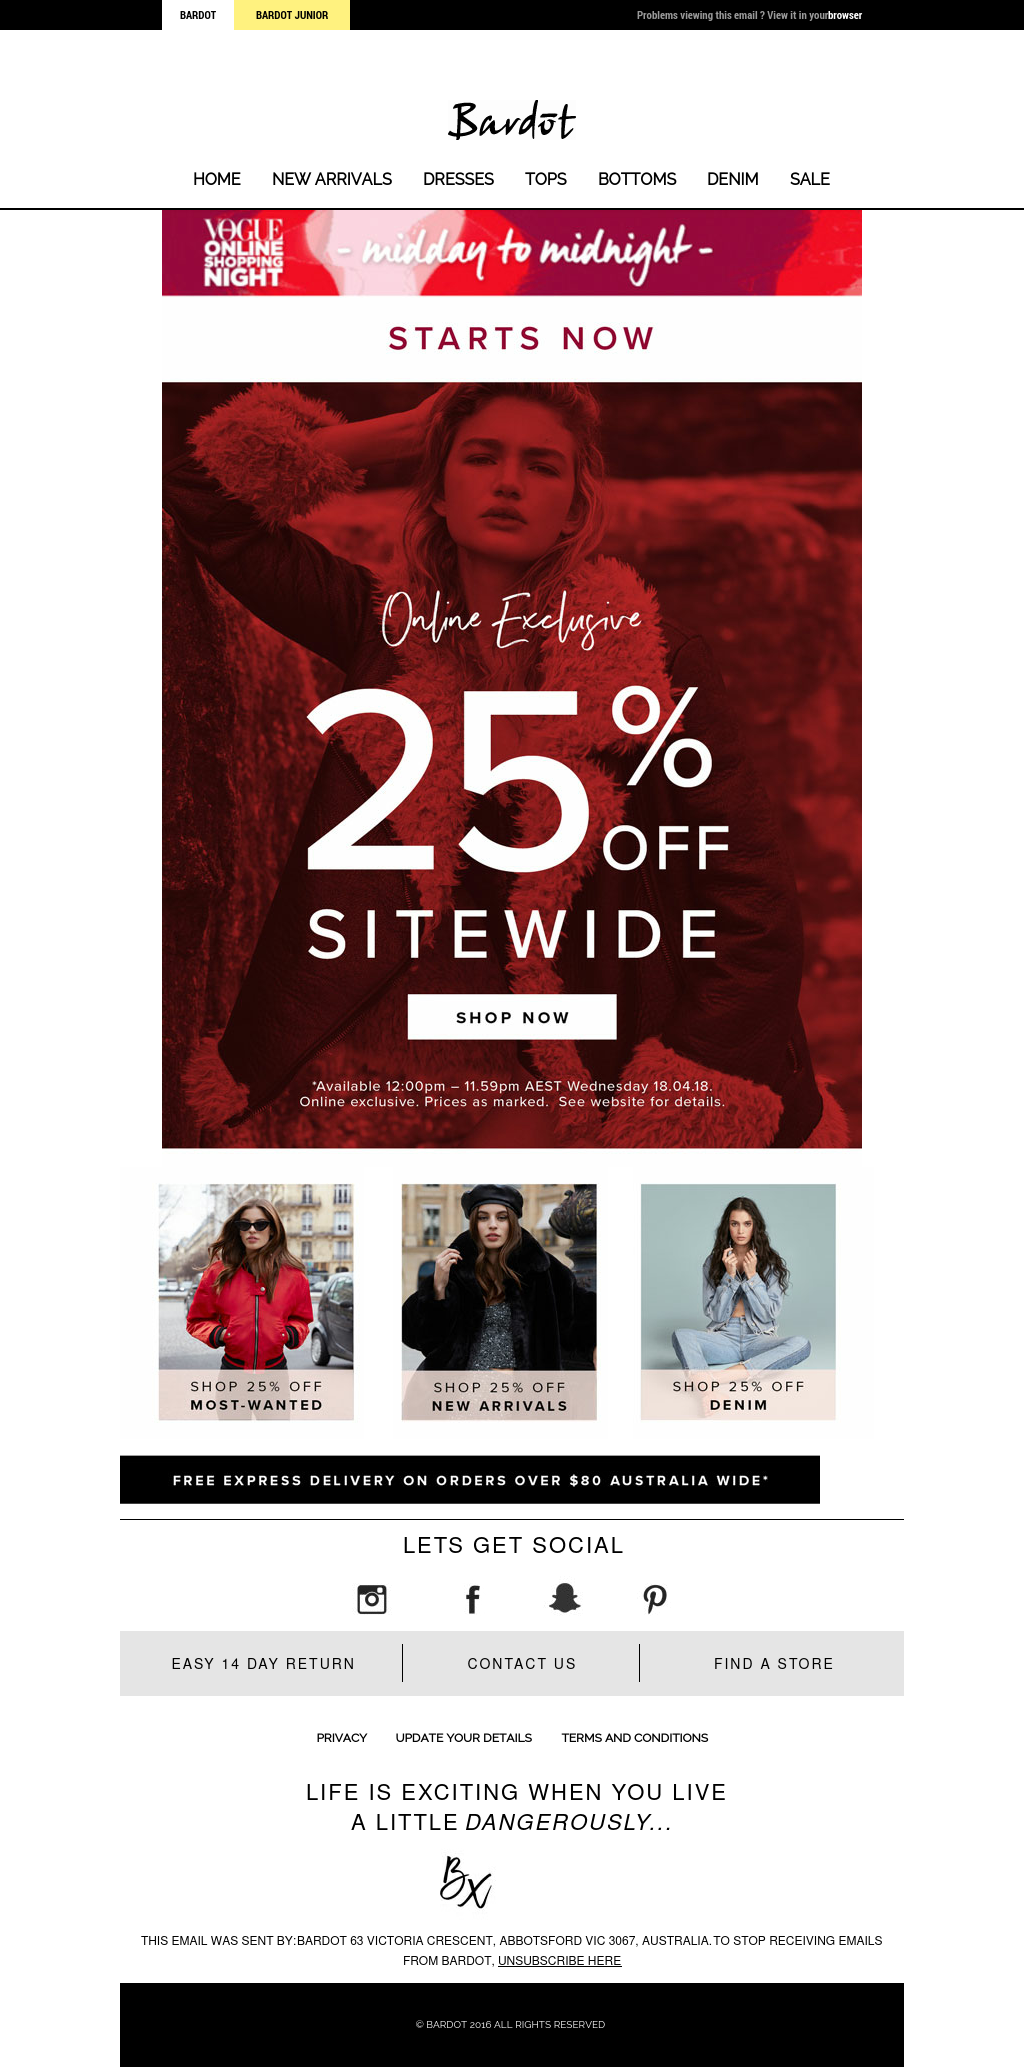 BARDOT BARDOT JUNIOR Problems viewing this email ? View it in yourbrowser
Bardot
HOME NEW ARRIVALS DRESSES TOPS BOTTOMS DENIM SALE
VOGUE
ONLINE
SHOPPING
NIGHT
- midday to midnight -
STARTS NOW
Online Exclusive
25%
OFF
SITEWIDE
SHOP NOW
*Available 12:00pm – 11.59pm AEST Wednesday 18.04.18.
Online exclusive. Prices as marked. See website for details.
SHOP 25% OFF
MOST-WANTED
SHOP 25% OFF
NEW ARRIVALS
SHOP 25% OFF
DENIM
FREE EXPRESS DELIVERY ON ORDERS OVER $80 AUSTRALIA WIDE*
LETS GET SOCIAL
EASY 14 DAY RETURN CONTACT US FIND A STORE
PRIVACY UPDATE YOUR DETAILS TERMS AND CONDITIONS
LIFE IS EXCITING WHEN YOU LIVE
A LITTLE DANGEROUSLY...
BX
THIS EMAIL WAS SENT BY:BARDOT 63 VICTORIA CRESCENT, ABBOTSFORD VIC 3067, AUSTRALIA.TO STOP RECEIVING EMAILS
FROM BARDOT, UNSUBSCRIBE HERE
© BARDOT 2016 ALL RIGHTS RESERVED